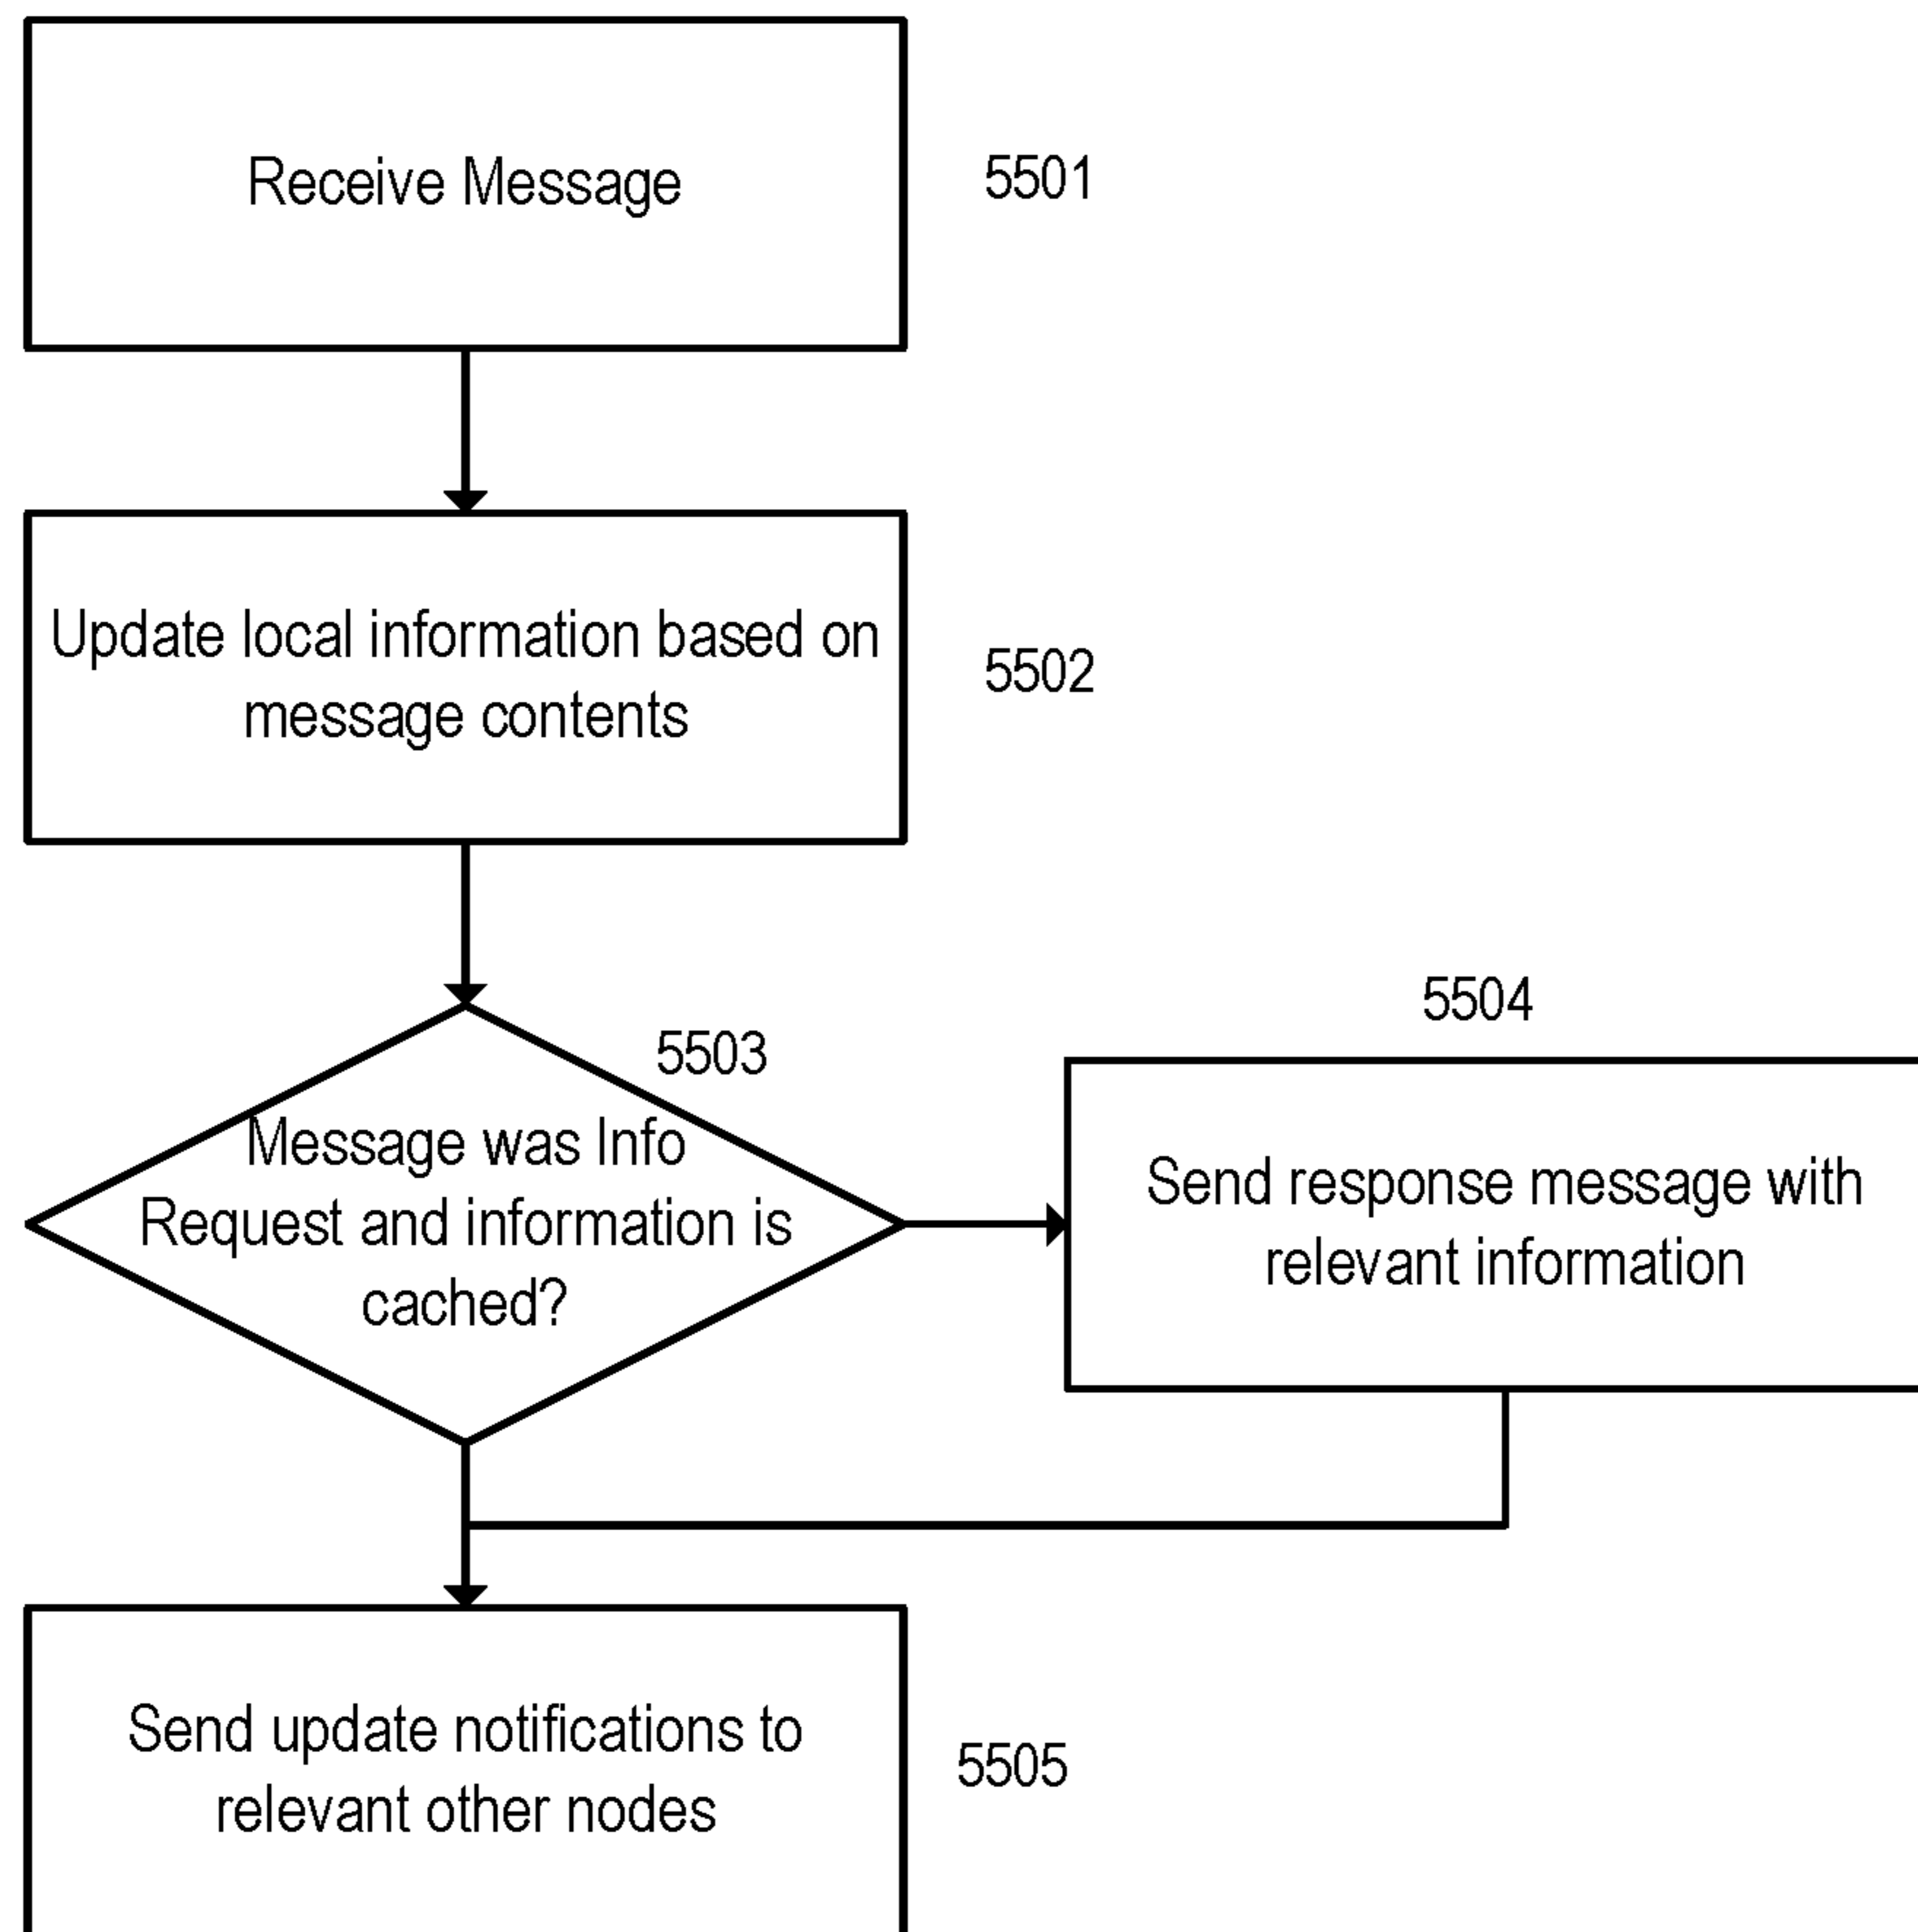 Receive Message
5501
Update local information based on
message contents
5502
5503
Message was Info
Request and information is
cached?
5504
Send response message with
relevant information
Send update notifications to
relevant other nodes
5505